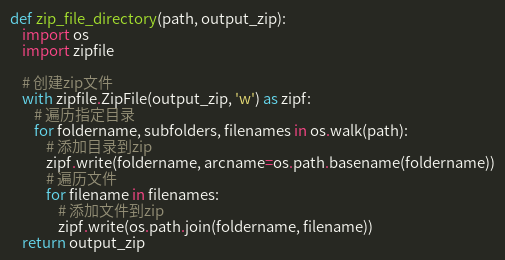 def zip_file_directory(path, output_zip):
    import os
    import zipfile

    # 创建zip文件
    with zipfile.ZipFile(output_zip, 'w') as zipf:
        # 遍历指定目录
        for foldername, subfolders, filenames in os.walk(path):
            # 添加目录到zip
            zipf.write(foldername, arcname=os.path.basename(foldername))
            # 遍历文件
            for filename in filenames:
                # 添加文件到zip
                zipf.write(os.path.join(foldername, filename))
    return output_zip